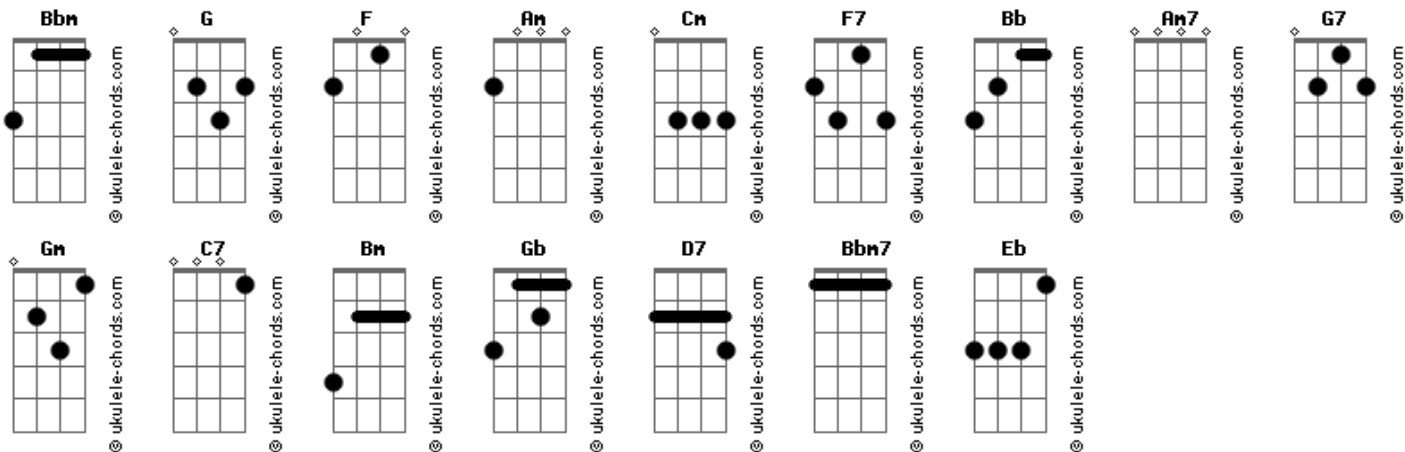 Bbm G F Am Cm F7 Bb Am7 G7
© ukulele-chords.com © ukulele-chords.com © ukulele-chords.com © ukulele-chords.com © ukulele-chords.com © ukulele-chords.com © ukulele-chords.com © ukulele-chords.com © ukulele-chords.com
Gm C7 Bm Gb D7 Bbm7 Eb
© ukulele-chords.com © ukulele-chords.com © ukulele-chords.com © ukulele-chords.com © ukulele-chords.com © ukulele-chords.com © ukulele-chords.com